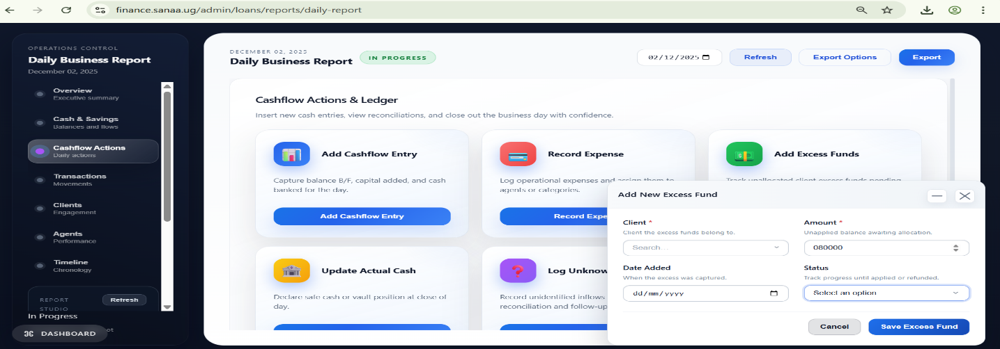 finance.sanaa.ug/admin/loans/reports/daily-report
OPERATIONS CONTROL
Daily Business Report
December 02, 2025
Overview
Executive summary
Cash & Savings
Balances and flows
Cashflow Actions
Daily actions
Transactions
Movements
Clients
Engagement
Agents
Performance
Timeline
Chronology
REPORT
STUDIO
Refresh
In Progress
⌘ DASHBOARD
DECEMBER 02, 2025
Daily Business Report
IN PROGRESS
02/12/2025
Refresh
Export Options
Export
Cashflow Actions & Ledger
Insert new cash entries, view reconciliations, and close out the business day with confidence.
Add Cashflow Entry
Capture balance B/F, capital added, and cash
banked for the day.
Add Cashflow Entry
Record Expense
Log operational expenses and assign them to
agents or categories.
Record Expe
Add Excess Funds
Track unallocated client excess funds pending
Update Actual Cash
Declare safe cash or vault position at close of
day.
Log Unknow
Record unidentified inflows
reconciliation and follow-up
Add New Excess Fund
Client *
Client the excess funds belong to.
Search...
Amount *
Unapplied balance awaiting allocation.
080000
Date Added
When the excess was captured.
dd/mm/yyyy
Status
Track progress until applied or refunded.
Select an option
Cancel
Save Excess Fund